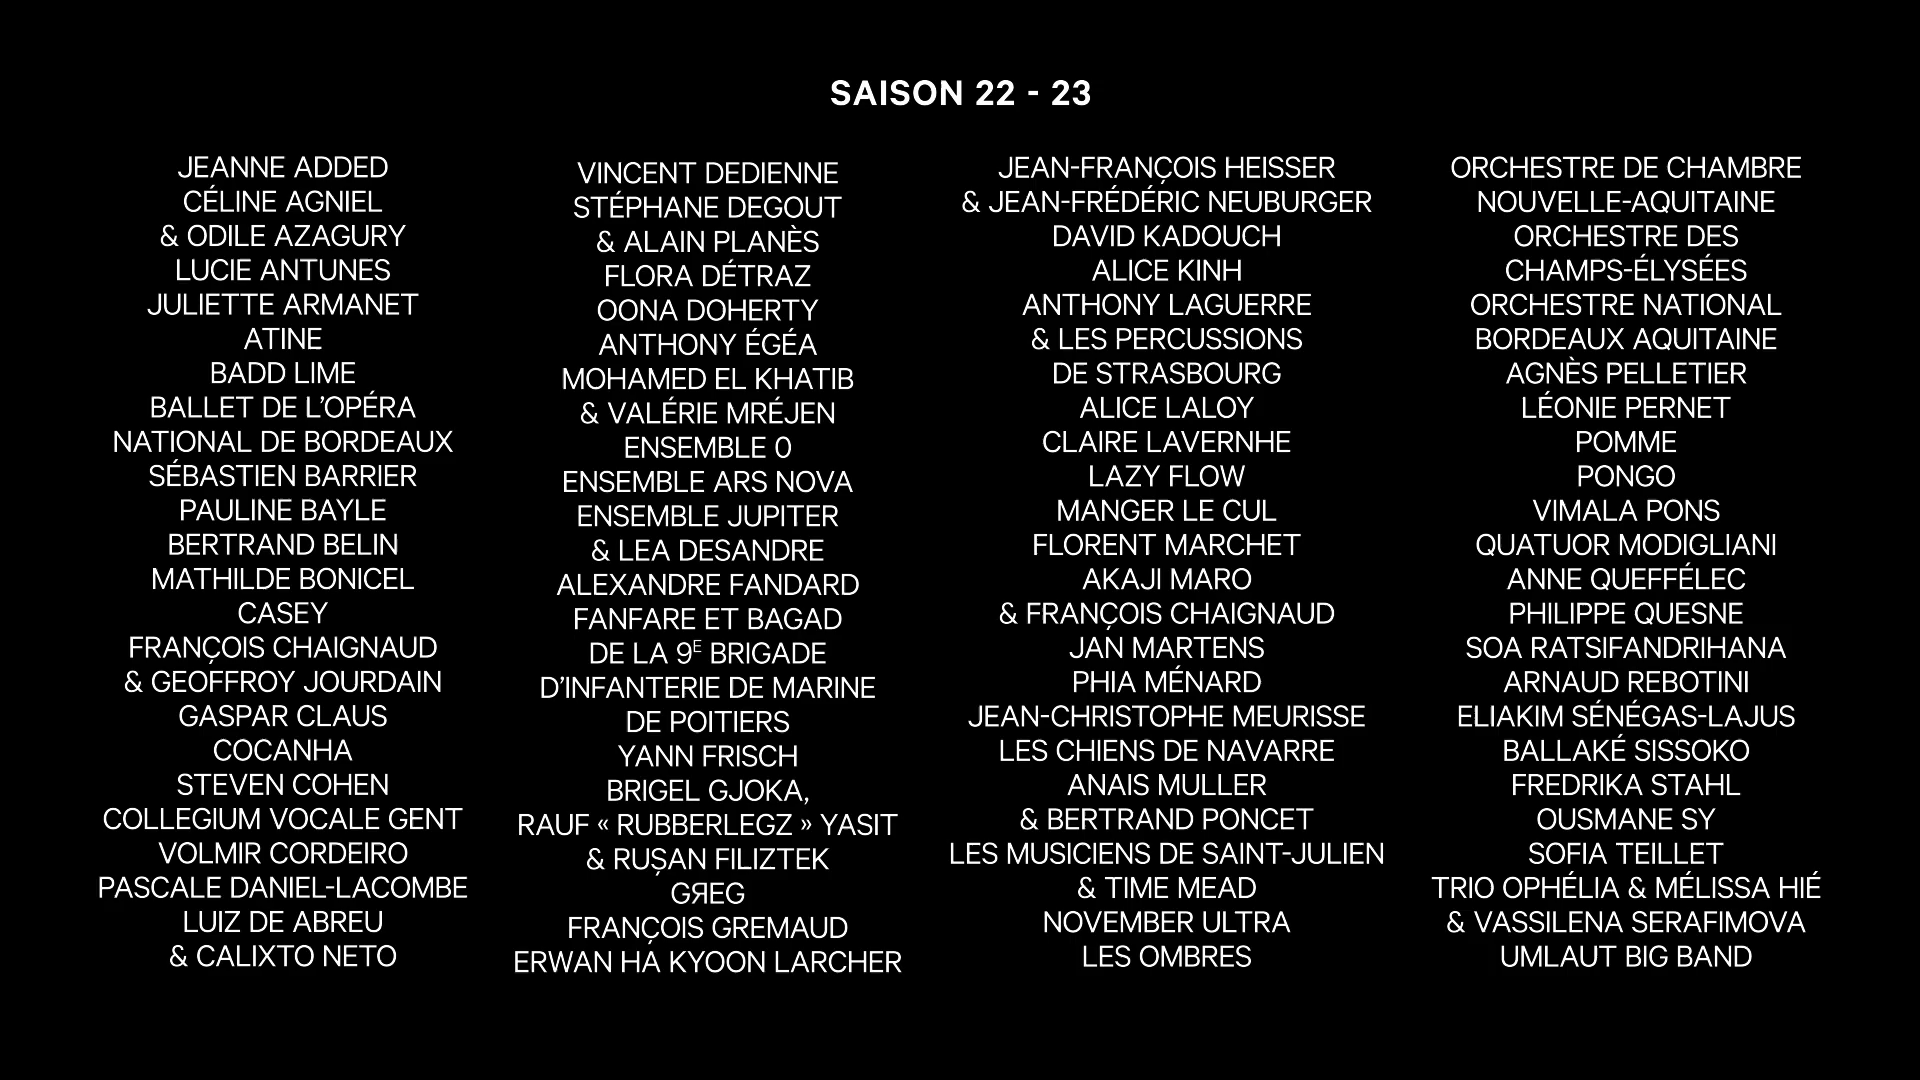 SAISON 22 - 23
JEANNE ADDED
CÉLINE AGNIEL
& ODILE AZAGURY
LUCIE ANTUNES
JULIETTE ARMANET
ATINE
BADD LIME
BALLET DE L’OPÉRA
NATIONAL DE BORDEAUX
SÉBASTIEN BARRIER
PAULINE BAYLE
BERTRAND BELIN
MATHILDE BONICEL
CASEY
FRANÇOIS CHAIGNAUD
& GEOFFROY JOURDAIN
GASPAR CLAUS
COCANHA
STEVEN COHEN
COLLEGIUM VOCALE GENT
VOLMIR CORDEIRO
PASCALE DANIEL-LACOMBE
LUIZ DE ABREU
& CALIXTO NETO
VINCENT DEDIENNE
STÉPHANE DEGOUT
& ALAIN PLANÈS
FLORA DÉTRAZ
OONA DOHERTY
ANTHONY ÉGÉA
MOHAMED EL KHATIB
& VALÉRIE MRÉJEN
ENSEMBLE 0
ENSEMBLE ARS NOVA
ENSEMBLE JUPITER
& LEA DESANDRE
ALEXANDRE FANDARD
FANFARE ET BAGAD
DE LA 9E BRIGADE
D’INFANTERIE DE MARINE
DE POITIERS
YANN FRISCH
BRIGEL GJOKA,
RAUF « RUBBERLEGZ » YASIT
& RUȘAN FILIZTEK
GЯEG
FRANÇOIS GREMAUD
ERWAN HA KYOON LARCHER
JEAN-FRANÇOIS HEISSER
& JEAN-FRÉDÉRIC NEUBURGER
DAVID KADOUCH
ALICE KINH
ANTHONY LAGUERRE
& LES PERCUSSIONS
DE STRASBOURG
ALICE LALOY
CLAIRE LAVERNHE
LAZY FLOW
MANGER LE CUL
FLORENT MARCHET
AKAJI MARO
& FRANÇOIS CHAIGNAUD
JAN MARTENS
PHIA MÉNARD
JEAN-CHRISTOPHE MEURISSE
LES CHIENS DE NAVARRE
ANAIS MULLER
& BERTRAND PONCET
LES MUSICIENS DE SAINT-JULIEN
& TIME MEAD
NOVEMBER ULTRA
LES OMBRES
ORCHESTRE DE CHAMBRE
NOUVELLE-AQUITAINE
ORCHESTRE DES
CHAMPS-ÉLYSÉES
ORCHESTRE NATIONAL
BORDEAUX AQUITAINE
AGNÈS PELLETIER
LÉONIE PERNET
POMME
PONGO
VIMALA PONS
QUATUOR MODIGLIANI
ANNE QUEFFÉLEC
PHILIPPE QUESNE
SOA RATSIFANDRIHANA
ARNAUD REBOTINI
ELIAKIM SÉNÉGAS-LAJUS
BALLAKÉ SISSOKO
FREDRIKA STAHL
OUSMANE SY
SOFIA TEILLET
TRIO OPHÉLIA & MÉLISSA HIÉ
& VASSILENA SERAFIMOVA
UMLAUT BIG BAND